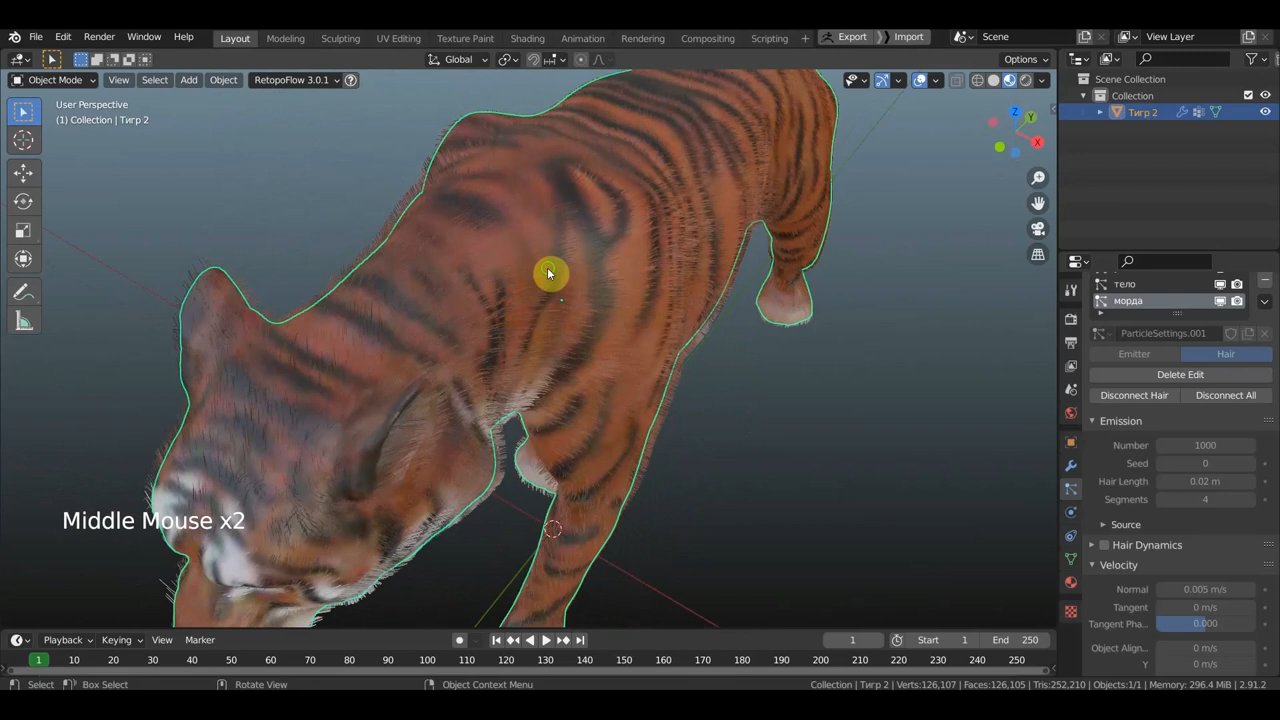 File Edit Render Window Help Layout Modeling Sculpting UV Editing Texture Paint Shading Animation Rendering Compositing Scripting + Export Import Scene View Layer
Global Options
Object Mode View Select Add Object RetopoFlow 3.0.1
Scene Collection
Collection
Тигр 2
User Perspective
(1) Collection | Тигр 2
Z
Y
X
тело
морда
ParticleSettings.001
Emitter Hair
Delete Edit
Disconnect Hair Disconnect All
Emission
Number 1000
Seed 0
Hair Length 0.02 m
Segments 4
Source
Hair Dynamics
Velocity
Normal 0.005 m/s
Tangent 0 m/s
Tangent Pha... 0.000
Object Align... 0 m/s
Y 0 m/s
Middle Mouse x2
Playback Keying View Marker 1 Start 1 End 250
1 10 20 30 40 50 60 70 80 90 100 110 120 130 140 150 160 170 180 190 200 210 220 230 240 250
Select Box Select Rotate View Object Context Menu Collection | Тигр 2 | Verts:126,107 | Faces:126,105 | Tris:252,210 | Objects:1/1 | Memory: 296.4 MiB | 2.91.2